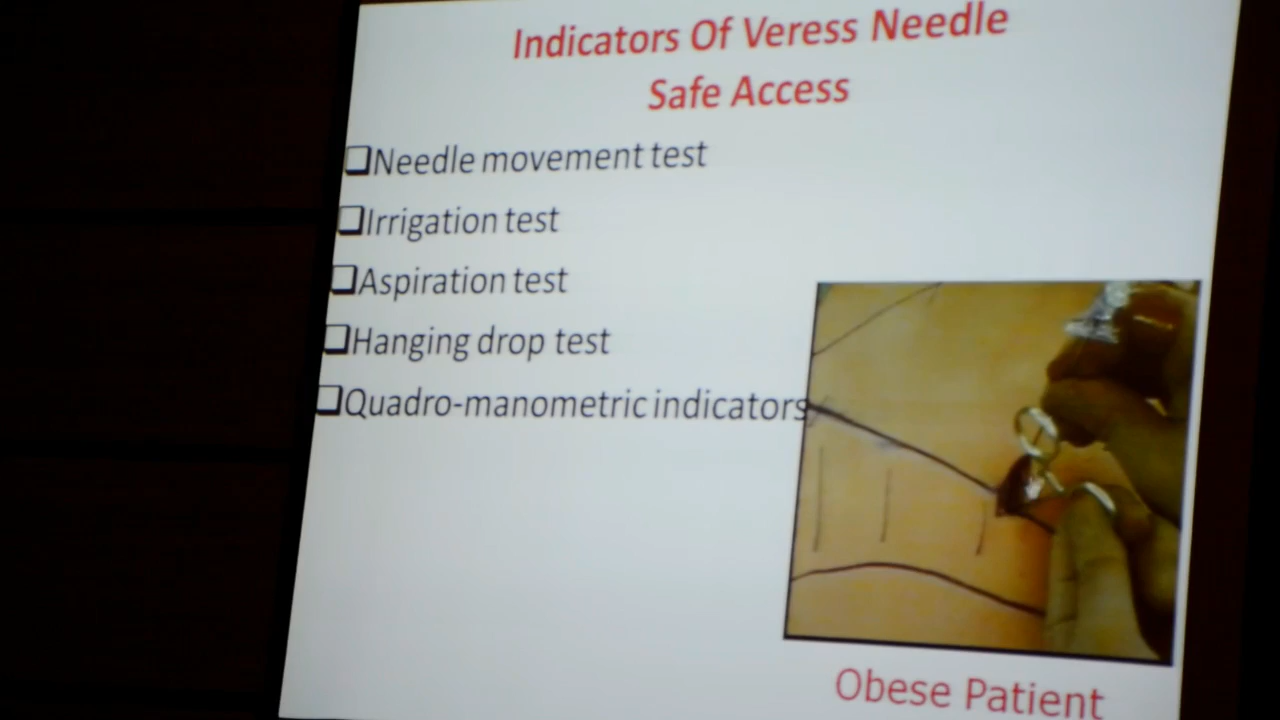 Indicators Of Veress Needle
Safe Access
Needle movement test
Irrigation test
Aspiration test
Hanging drop test
Quadro-manometric indicators
Obese Patient